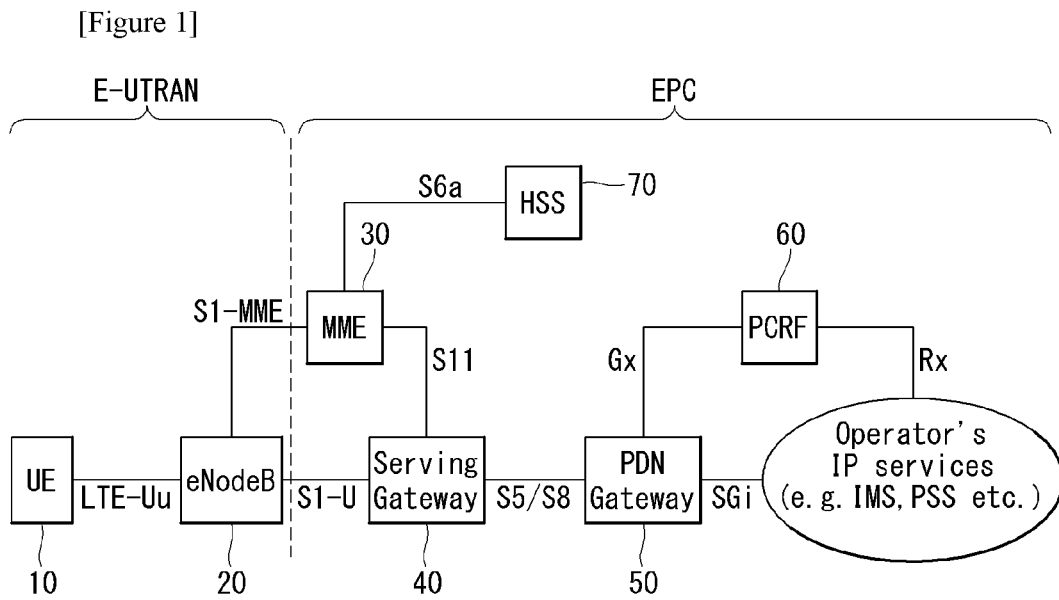 [Figure 1]
E-UTRAN
EPC
S6a
HSS
70
30
60
S1-MME
MME
PCRF
S11
Gx
Rx
UE
LTE-Uu
eNodeB
S1-U
Serving
Gateway
S5/S8
PDN
Gateway
SGi
Operator's
IP services
(e.g. IMS, PSS etc.)
10
20
40
50